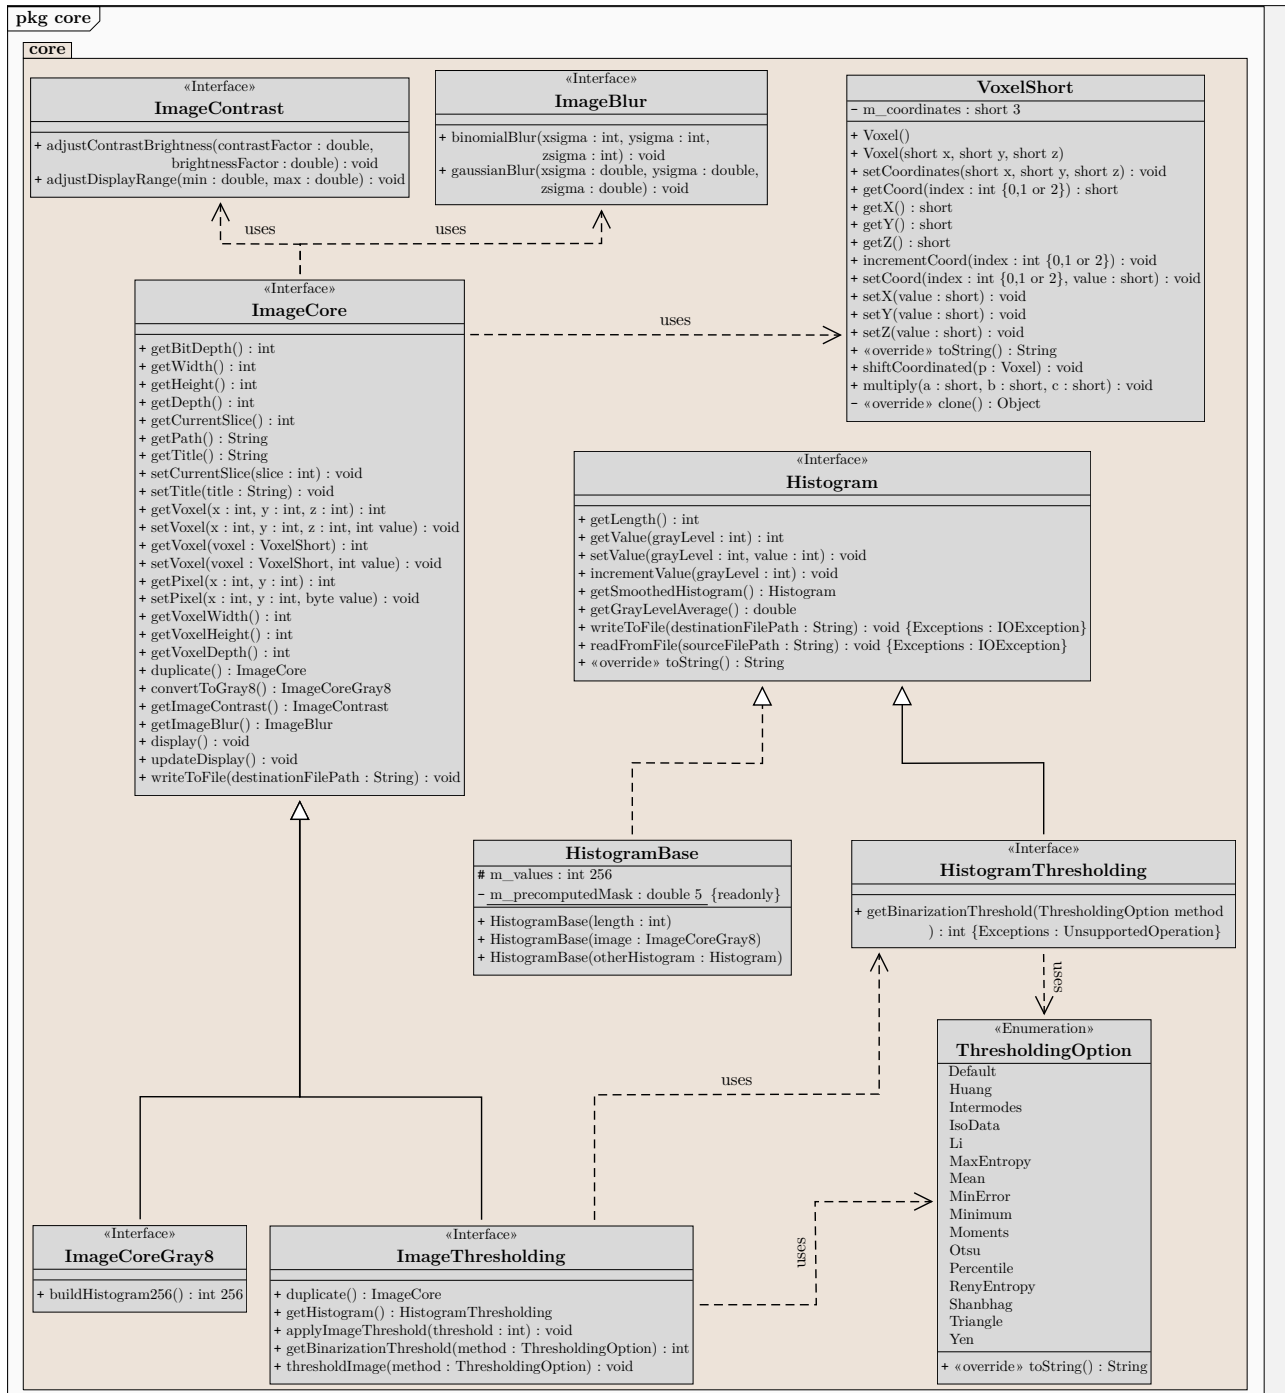 pkg core
core
«Interface»
ImageContrast
+ adjustContrastBrightness(contrastFactor : double,
brightnessFactor : double) : void
+ adjustDisplayRange(min : double, max : double) : void
«Interface»
ImageBlur
+ binomialBlur(xsigma : int, ysigma : int,
zsigma : int) : void
+ gaussianBlur(xsigma : double, ysigma : double,
zsigma : double) : void
VoxelShort
− m_coordinates : short 3
+ Voxel()
+ Voxel(short x, short y, short z)
+ setCoordinates(short x, short y, short z) : void
+ getCoord(index : int {0,1 or 2}) : short
+ getX() : short
+ getY() : short
+ getZ() : short
+ incrementCoord(index : int {0,1 or 2}) : void
+ setCoord(index : int {0,1 or 2}, value : short) : void
+ setX(value : short) : void
+ setY(value : short) : void
+ setZ(value : short) : void
+ «override» toString() : String
+ shiftCoordinated(p : Voxel) : void
+ multiply(a : short, b : short, c : short) : void
− «override» clone() : Object
uses
uses
«Interface»
ImageCore
+ getBitDepth() : int
+ getWidth() : int
+ getHeight() : int
+ getDepth() : int
+ getCurrentSlice() : int
+ getPath() : String
+ getTitle() : String
+ setCurrentSlice(slice : int) : void
+ setTitle(title : String) : void
+ getVoxel(x : int, y : int, z : int) : int
+ setVoxel(x : int, y : int, z : int, int value) : void
+ getVoxel(voxel : VoxelShort) : int
+ setVoxel(voxel : VoxelShort, int value) : void
+ getPixel(x : int, y : int) : int
+ setPixel(x : int, y : int, byte value) : void
+ getVoxelWidth() : int
+ getVoxelHeight() : int
+ getVoxelDepth() : int
+ duplicate() : ImageCore
+ convertToGray8() : ImageCoreGray8
+ getImageContrast() : ImageContrast
+ getImageBlur() : ImageBlur
+ display() : void
+ updateDisplay() : void
+ writeToFile(destinationFilePath : String) : void
uses
«Interface»
Histogram
+ getLength() : int
+ getValue(grayLevel : int) : int
+ setValue(grayLevel : int, value : int) : void
+ incrementValue(grayLevel : int) : void
+ getSmoothedHistogram() : Histogram
+ getGrayLevelAverage() : double
+ writeToFile(destinationFilePath : String) : void {Exceptions : IOException}
+ readFromFile(sourceFilePath : String) : void {Exceptions : IOException}
+ «override» toString() : String
HistogramBase
# m_values : int 256
− m_precomputedMask : double 5 {readonly}
+ HistogramBase(length : int)
+ HistogramBase(image : ImageCoreGray8)
+ HistogramBase(otherHistogram : Histogram)
«Interface»
HistogramThresholding
+ getBinarizationThreshold(ThresholdingOption method
) : int {Exceptions : UnsupportedOperation}
uses
uses
«Enumeration»
ThresholdingOption
Default
Huang
Intermodes
IsoData
Li
MaxEntropy
Mean
MinError
Minimum
Moments
Otsu
Percentile
RenyEntropy
Shanbhag
Triangle
Yen
+ «override» toString() : String
«Interface»
ImageCoreGray8
+ buildHistogram256() : int 256
«Interface»
ImageThresholding
+ duplicate() : ImageCore
+ getHistogram() : HistogramThresholding
+ applyImageThreshold(threshold : int) : void
+ getBinarizationThreshold(method : ThresholdingOption) : int
+ thresholdImage(method : ThresholdingOption) : void
uses